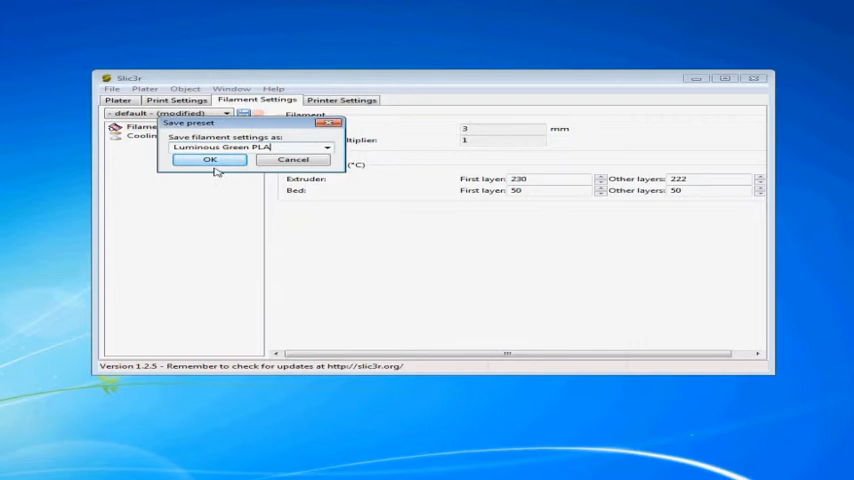 Slic3r
File Plater Object Window Help
Plater Print Settings Filament Settings Printer Settings
- default - (modified)
Save preset
Save filament settings as:
Luminous Green PLA
OK Cancel
Filament
3 mm
1
(°C)
Extruder: First layer: 230 Other layers: 222
Bed: First layer: 50 Other layers: 50
Version 1.2.5 - Remember to check for updates at http://slic3r.org/